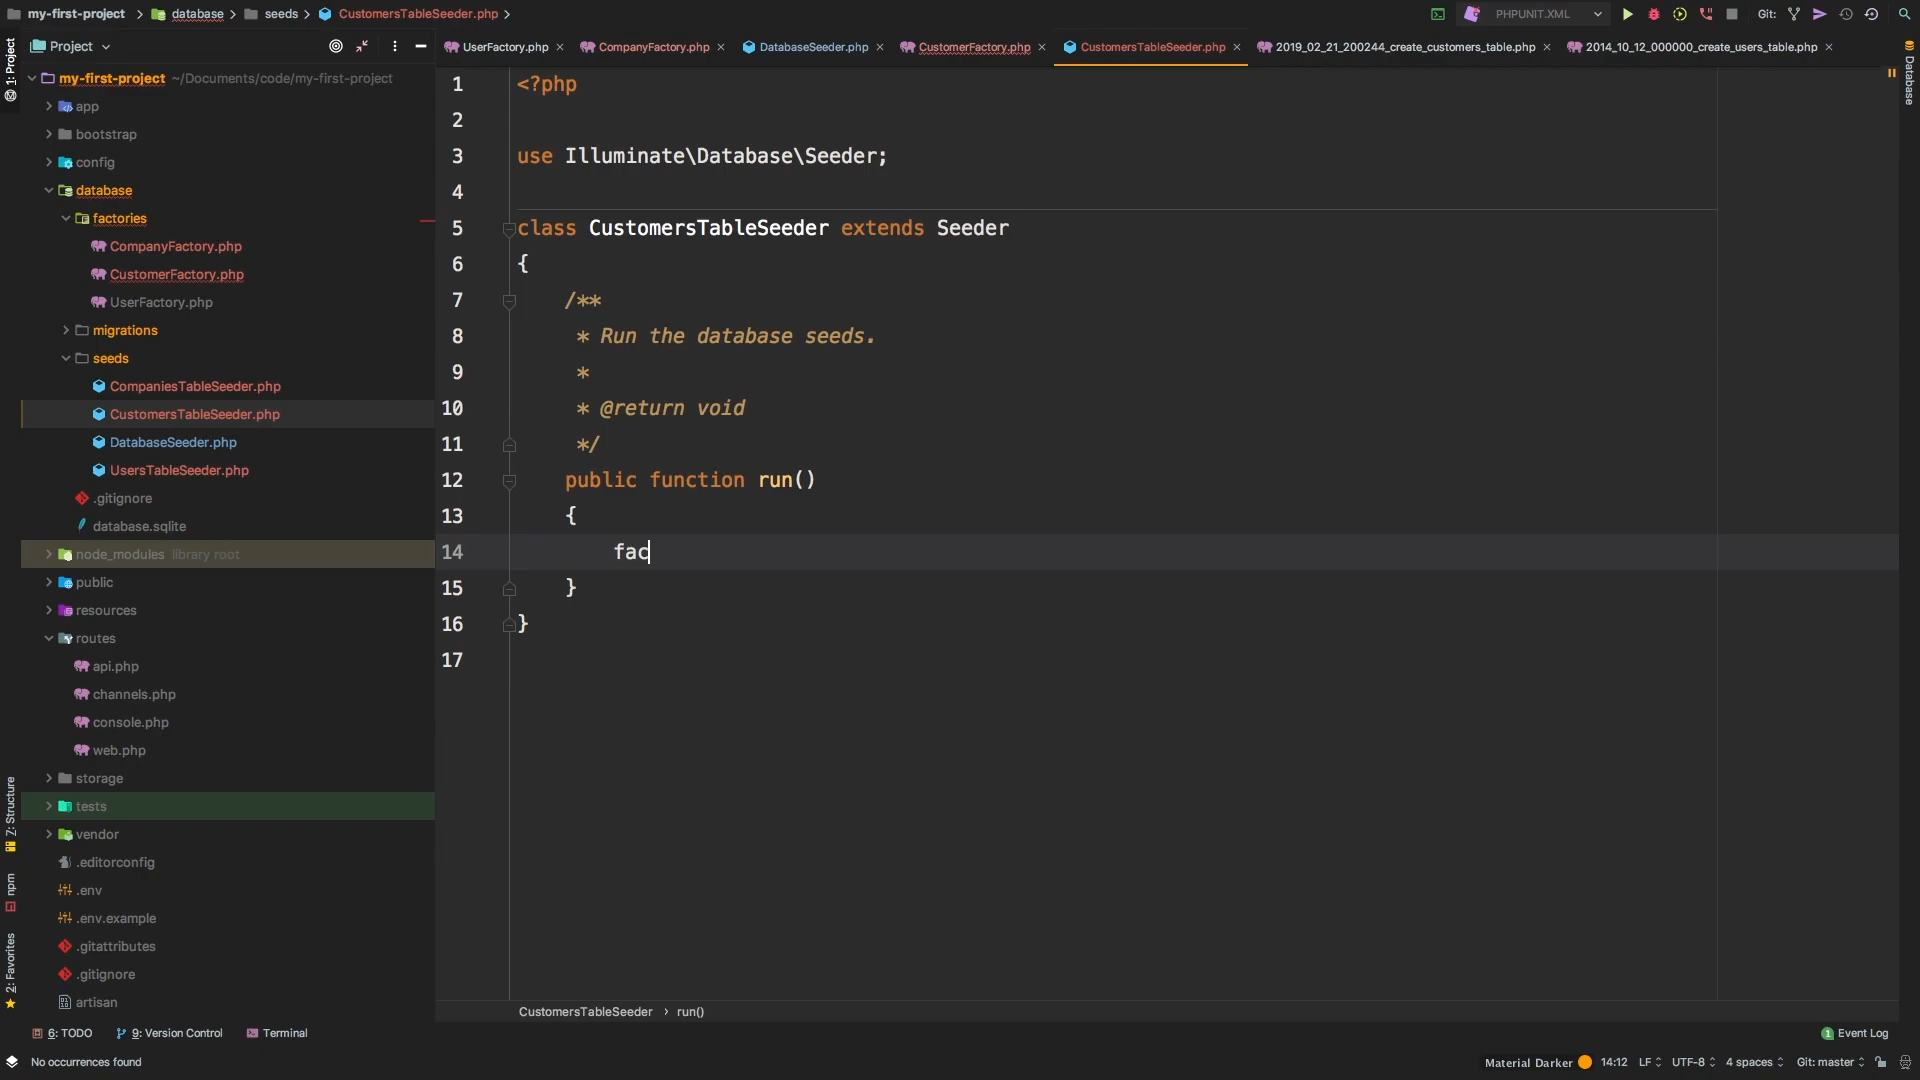 my-first-project database seeds CustomersTableSeeder.php PHPUNIT.XML Git:
1: Project
Project
UserFactory.php CompanyFactory.php DatabaseSeeder.php CustomerFactory.php CustomersTableSeeder.php 2019_02_21_200244_create_customers_table.php 2014_10_12_000000_create_users_table.php
Database
my-first-project ~/Documents/code/my-first-project
app
bootstrap
config
database
factories
CompanyFactory.php
CustomerFactory.php
UserFactory.php
migrations
seeds
CompaniesTableSeeder.php
CustomersTableSeeder.php
DatabaseSeeder.php
UsersTableSeeder.php
.gitignore
database.sqlite
node_modules library root
public
resources
routes
api.php
channels.php
console.php
web.php
storage
tests
vendor
.editorconfig
.env
.env.example
.gitattributes
.gitignore
artisan
Z: Structure
npm
2: Favorites
1 <?php
2
3 use Illuminate\Database\Seeder;
4
5 class CustomersTableSeeder extends Seeder
6 {
7 /**
8 * Run the database seeds.
9 *
10 * @return void
11 */
12 public function run()
13 {
14 fac
15 }
16 }
17
CustomersTableSeeder run()
6: TODO 9: Version Control Terminal 1 Event Log
No occurrences found Material Darker 14:12 LF UTF-8 4 spaces Git: master